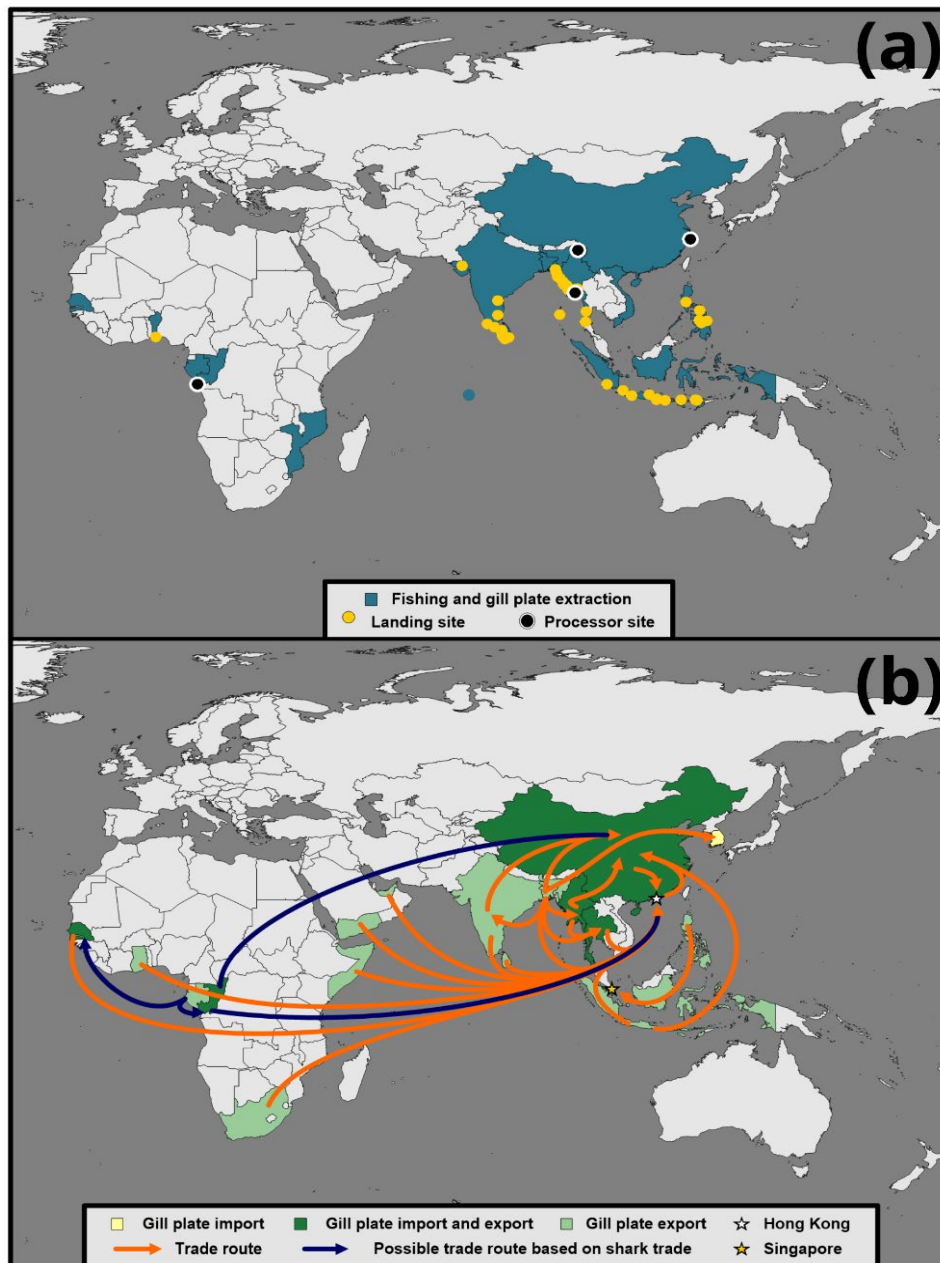 (a)
Fishing and gill plate extraction
Landing site Processor site
(b)
Gill plate import Gill plate import and export Gill plate export Hong Kong
Trade route Possible trade route based on shark trade Singapore